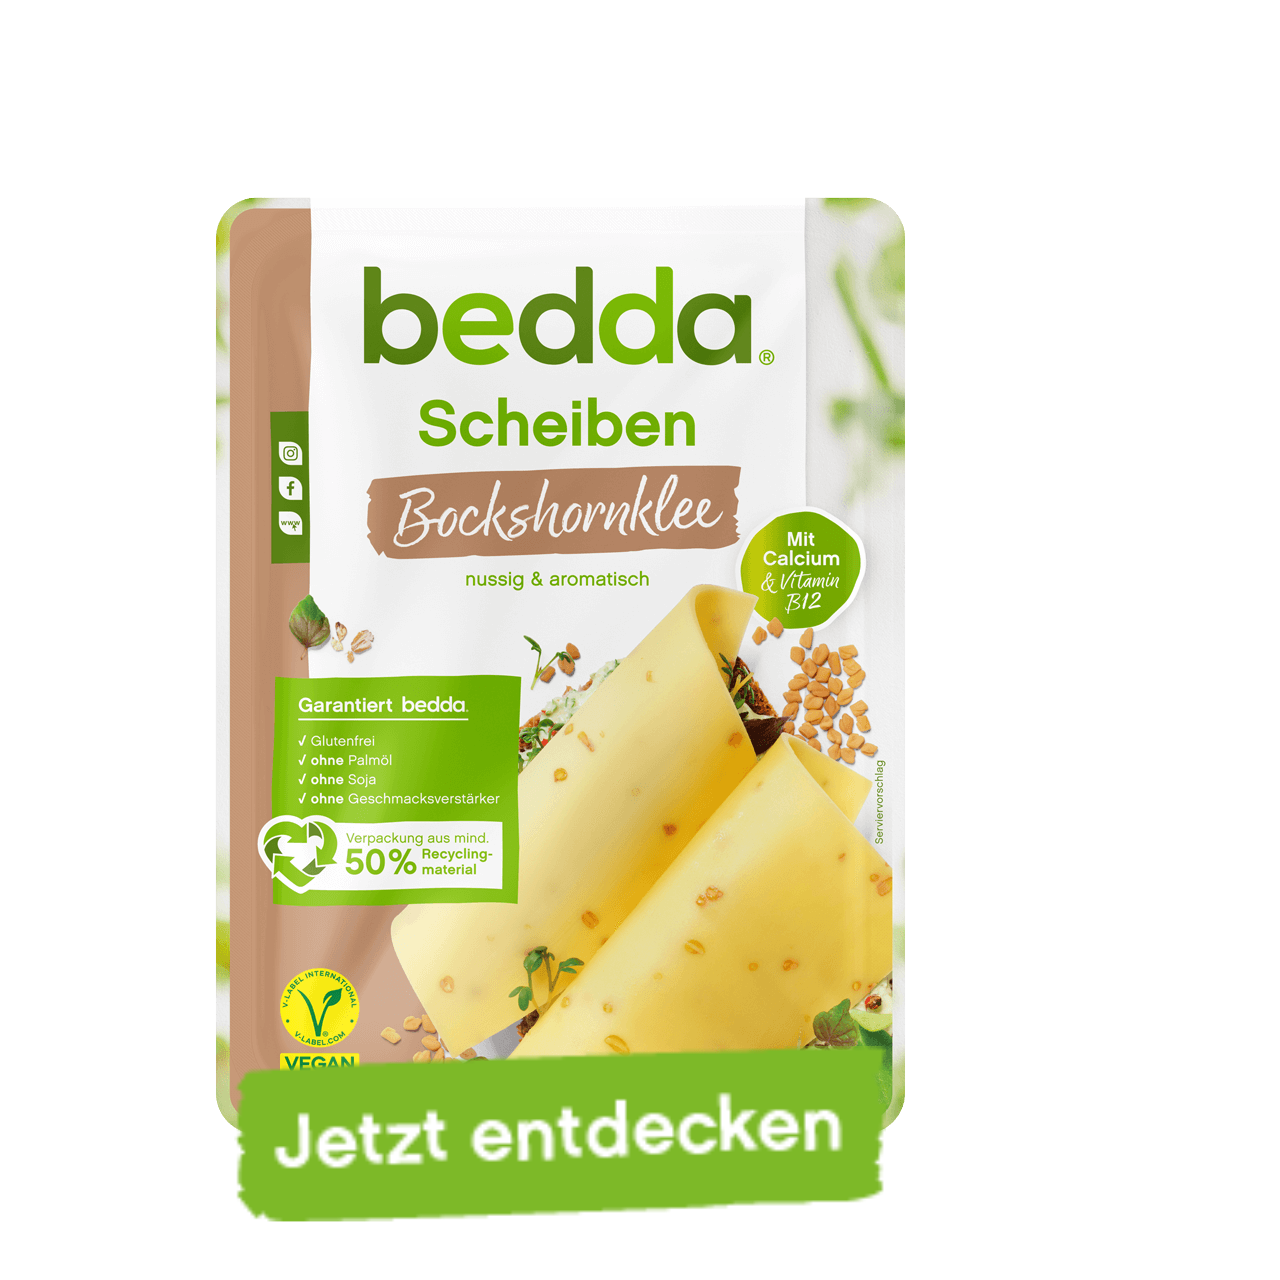 bedda®
Scheiben
Bockshornklee
nussig & aromatisch
Mit
Calcium
& Vitamin
B12
www
Garantiert bedda.
✓ Glutenfrei
✓ ohne Palmöl
✓ ohne Soja
✓ ohne Geschmacksverstärker
Verpackung aus mind.
50% Recycling-
material
Serviervorschlag
V-LABEL INTERNATIONAL
V-LABEL.COM
VEGAN
Jetzt entdecken